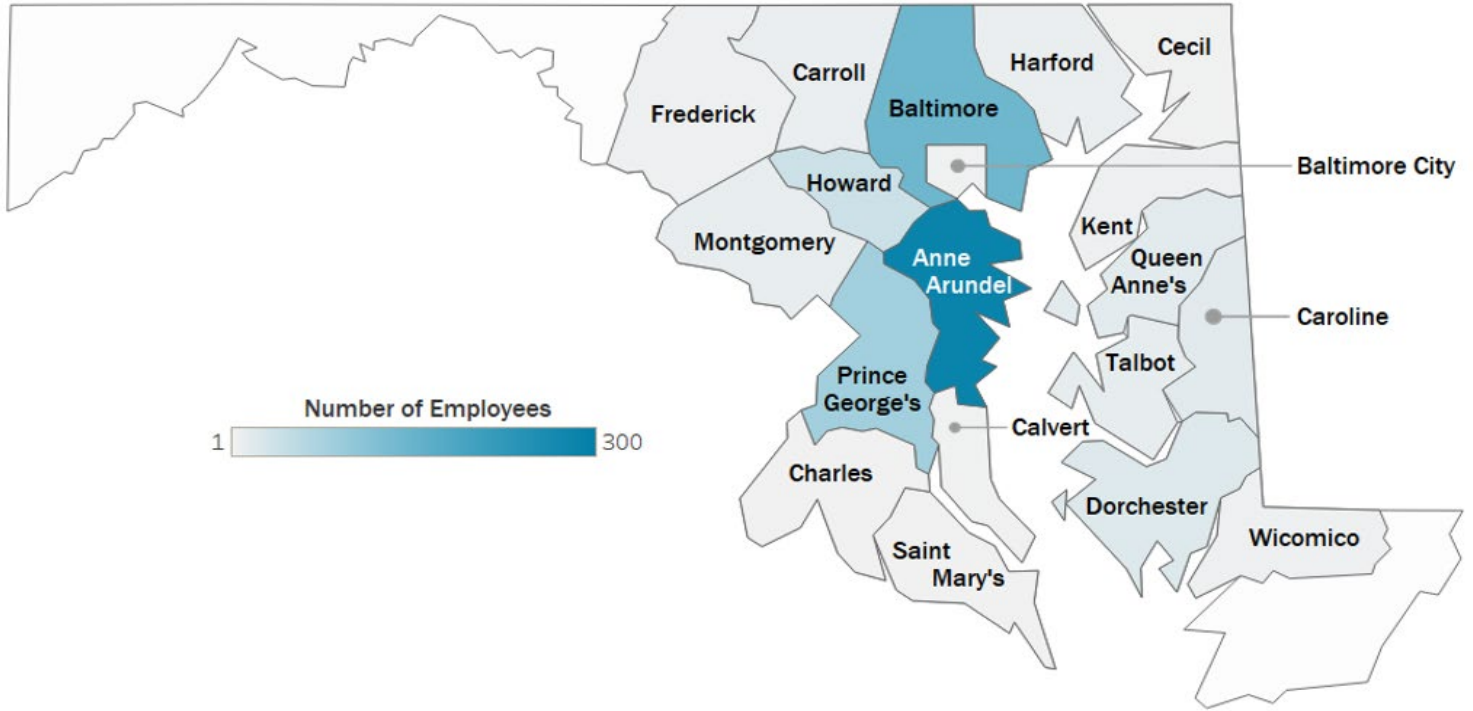 Cecil
Harford
Carroll
Baltimore
Frederick
Baltimore City
Howard
Kent
Montgomery
Anne
Arundel
Queen
Anne's
Caroline
Talbot
Prince
George's
Number of Employees
1
300
Calvert
Charles
Dorchester
Wicomico
Saint
Mary's